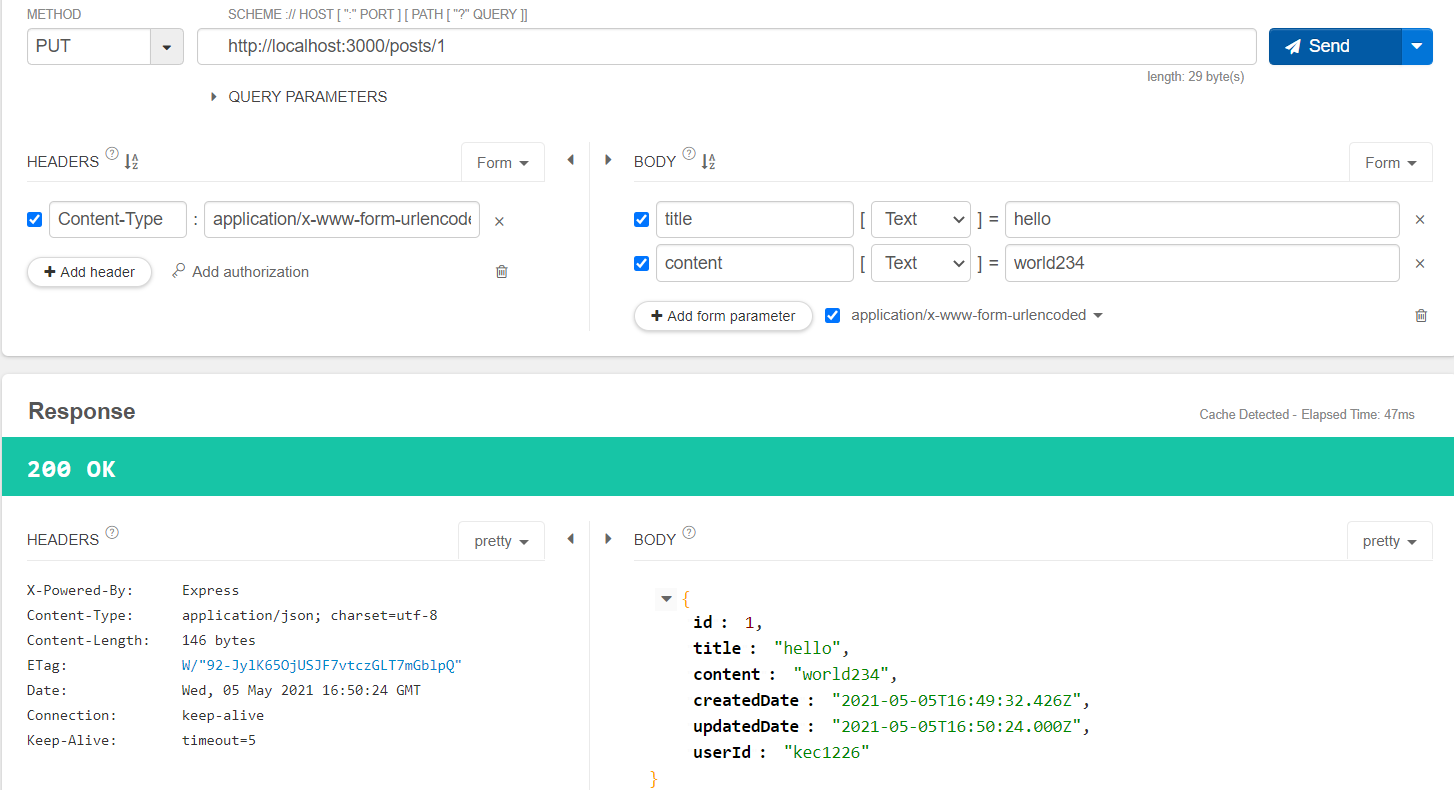 METHOD SCHEME :// HOST [ ":" PORT ] [ PATH [ "?" QUERY ]]
PUT http://localhost:3000/posts/1 Send
length: 29 byte(s)
QUERY PARAMETERS
HEADERS ? Form BODY ? Form
Content-Type : application/x-www-form-urlencode title [ Text ] = hello ×
content [ Text ] = world234 ×
Add header Add authorization
Add form parameter application/x-www-form-urlencoded
Response Cache Detected - Elapsed Time: 47ms
200 OK
HEADERS ? pretty BODY ? pretty
X-Powered-By: Express
Content-Type: application/json; charset=utf-8
Content-Length: 146 bytes
ETag: W/"92-JylK65OjUSJF7vtczGLT7mGblpQ"
Date: Wed, 05 May 2021 16:50:24 GMT
Connection: keep-alive
Keep-Alive: timeout=5
{
id : 1,
title : "hello",
content : "world234",
createdDate : "2021-05-05T16:49:32.426Z",
updatedDate : "2021-05-05T16:50:24.000Z",
userId : "kec1226"
}